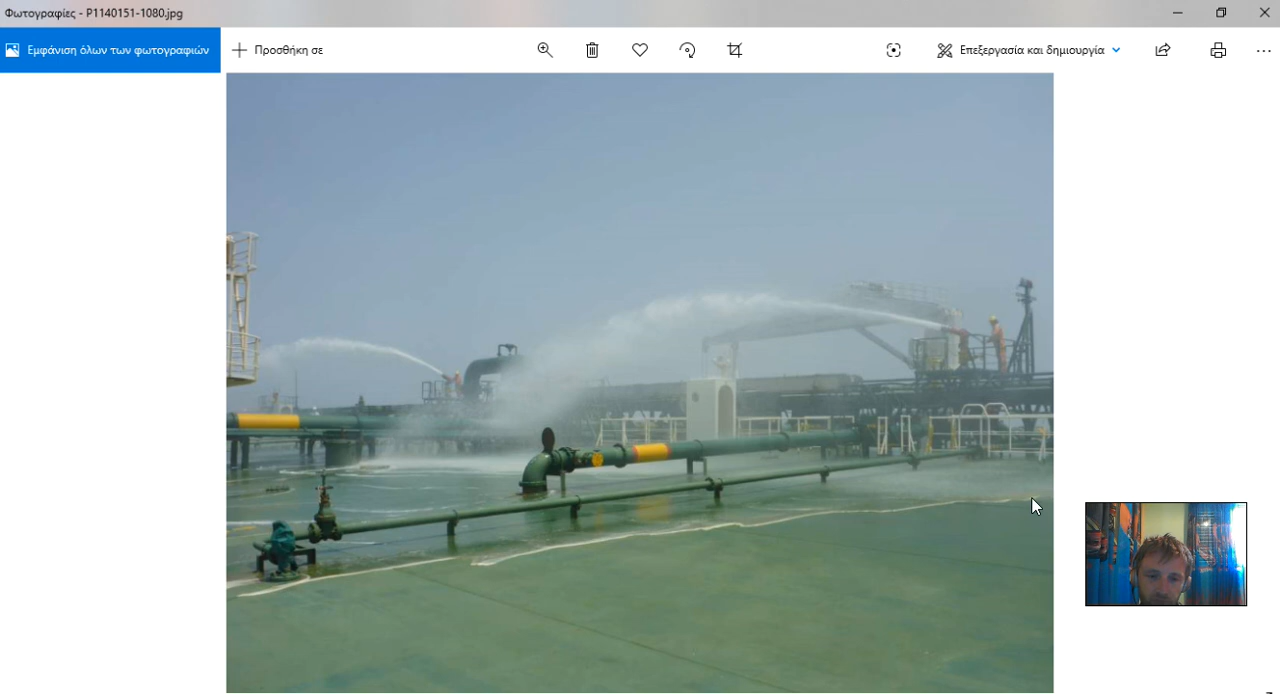 Φωτογραφίες - P1140151-1080.jpg
Εμφάνιση όλων των φωτογραφιών
Προσθήκη σε
Επεξεργασία και δημιουργία